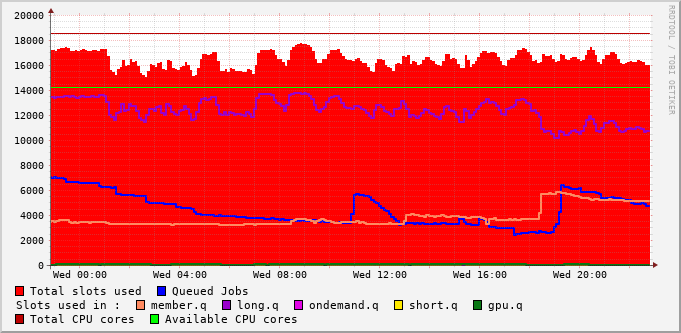 20000
18000
16000
14000
12000
10000
8000
6000
4000
2000
0
Wed 00:00 Wed 04:00 Wed 08:00 Wed 12:00 Wed 16:00 Wed 20:00
RRDTOOL / TOBI OETIKER
Total slots used Queued Jobs
Slots used in : member.q long.q ondemand.q short.q gpu.q
Total CPU cores Available CPU cores